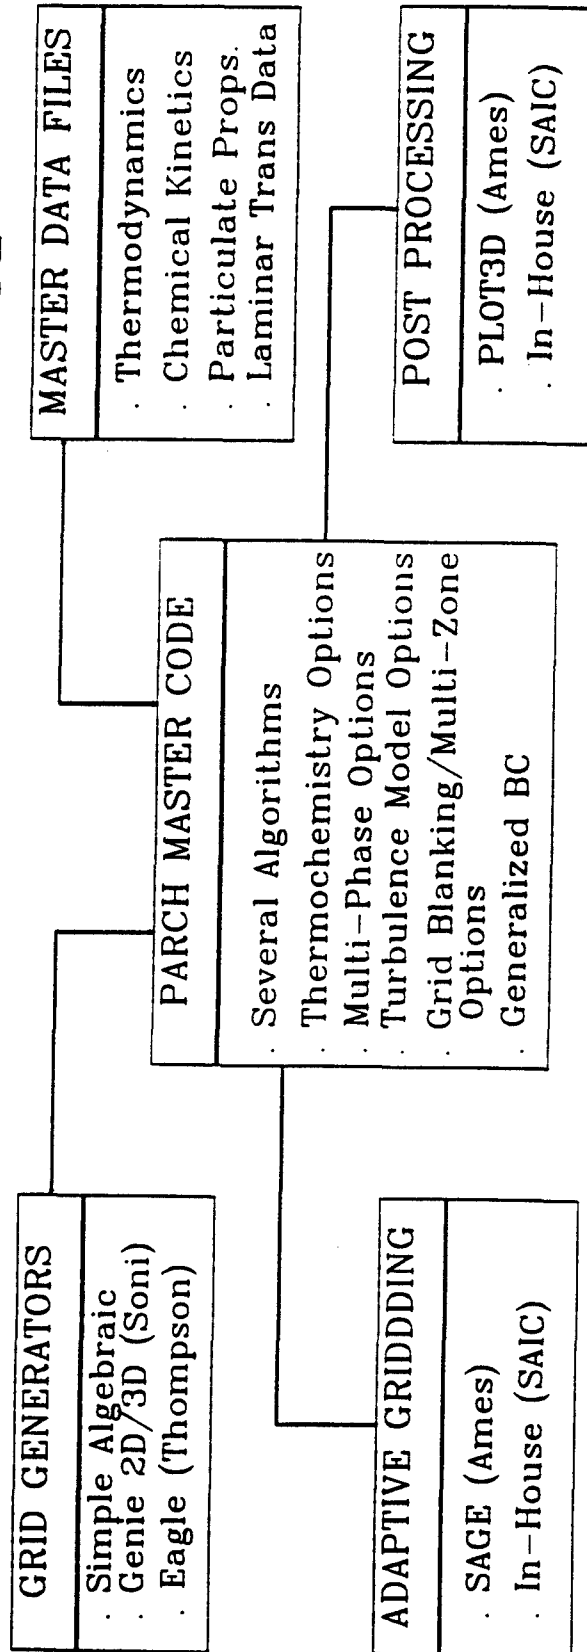 GRID GENERATORS
. Simple Algebraic
. Genie 2D/3D (Soni)
. Eagle (Thompson)
ADAPTIVE GRIDDDDING
. SAGE (Ames)
. In-House (SAIC)
PARCH MASTER CODE
. Several Algorithms
. Thermochemistry Options
. Multi-Phase Options
. Turbulence Model Options
. Grid Blanking/Multi-Zone
Options
. Generalized BC
MASTER DATA FILES
. Thermodynamics
. Chemical Kinetics
. Particulate Props.
. Laminar Trans Data
POST PROCESSING
. PLOT3D (Ames)
. In-House (SAIC)